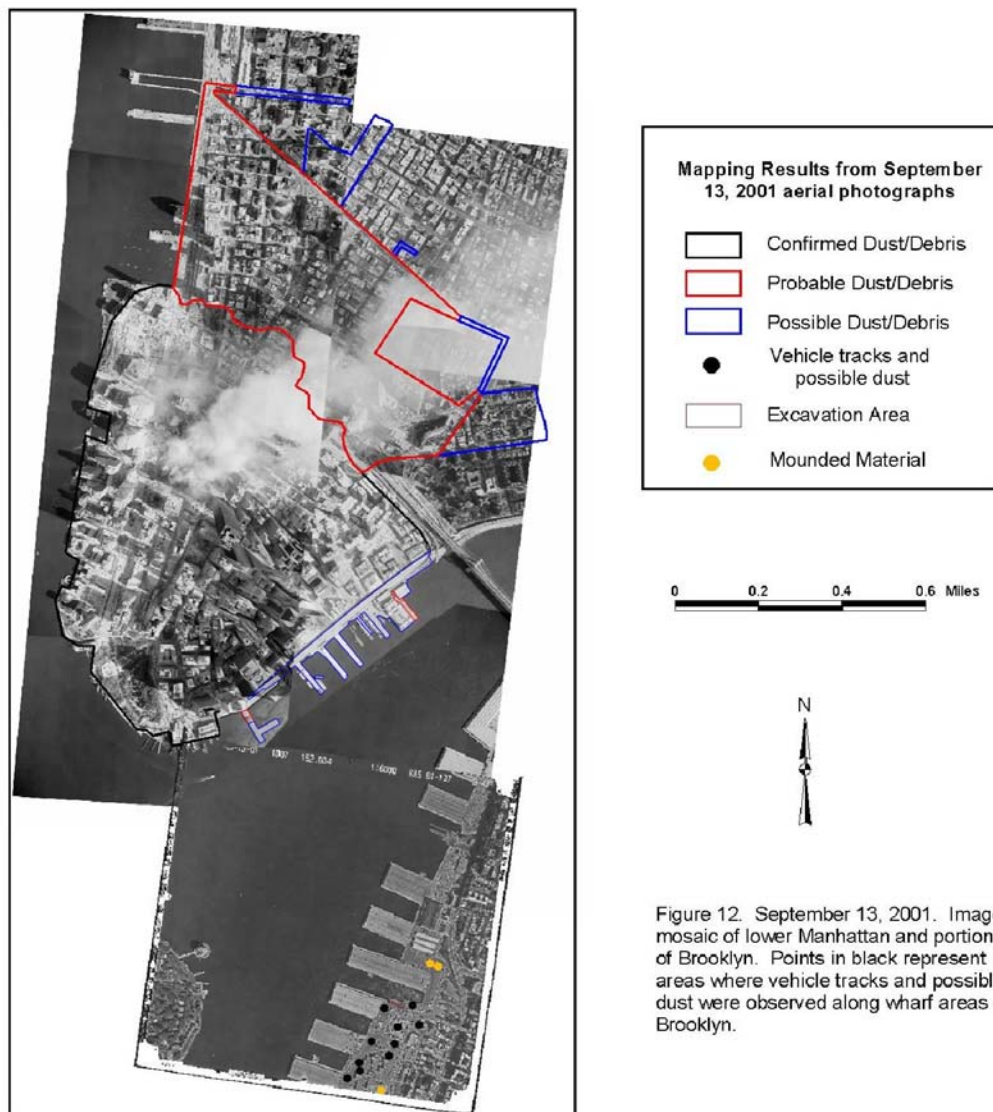 Mapping Results from September
13, 2001 aerial photographs
Confirmed Dust/Debris
Probable Dust/Debris
Possible Dust/Debris
Vehicle tracks and
possible dust
Excavation Area
Mounded Material
0 0.2 0.4 0.6 Miles
N
Figure 12. September 13, 2001. Image
mosaic of lower Manhattan and portion
of Brooklyn. Points in black represent
areas where vehicle tracks and possibl
dust were observed along wharf areas
Brooklyn.